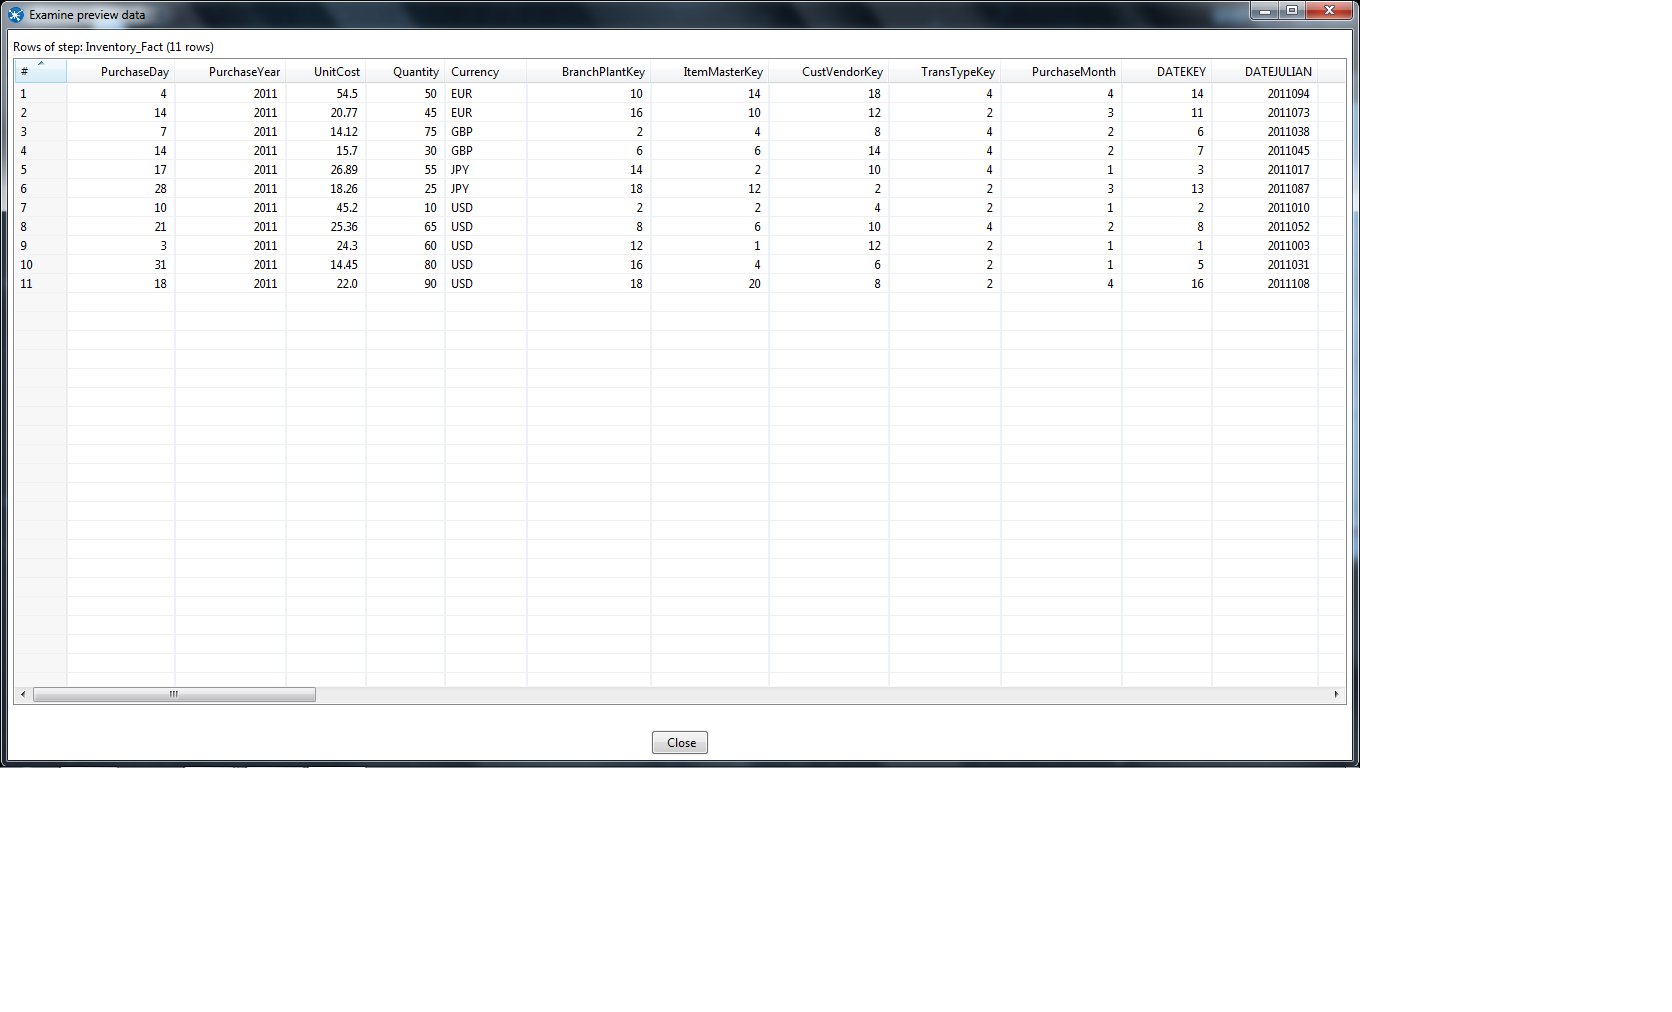 Examine preview data
Rows of step: Inventory_Fact (11 rows)
# PurchaseDay PurchaseYear UnitCost Quantity Currency BranchPlantKey ItemMasterKey CustVendorKey TransTypeKey PurchaseMonth DATEKEY DATEJULIAN
1 4 2011 54.5 50 EUR 10 14 18 4 4 14 2011094
2 14 2011 20.77 45 EUR 16 10 12 2 3 11 2011073
3 7 2011 14.12 75 GBP 2 4 8 4 2 6 2011038
4 14 2011 15.7 30 GBP 6 6 14 4 2 7 2011045
5 17 2011 26.89 55 JPY 14 2 10 4 1 3 2011017
6 28 2011 18.26 25 JPY 18 12 2 2 3 13 2011087
7 10 2011 45.2 10 USD 2 2 4 2 1 2 2011010
8 21 2011 25.36 65 USD 8 6 10 4 2 8 2011052
9 3 2011 24.3 60 USD 12 1 12 2 1 1 2011003
10 31 2011 14.45 80 USD 16 4 6 2 1 5 2011031
11 18 2011 22.0 90 USD 18 20 8 2 4 16 2011108
Close